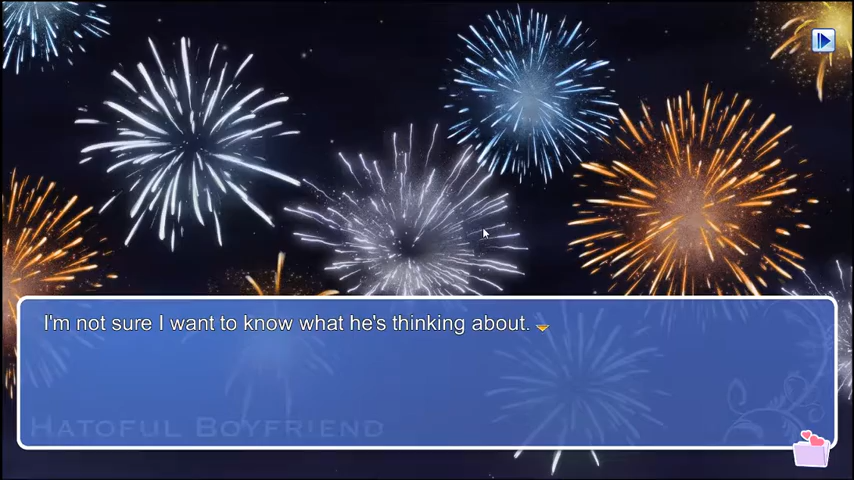 I'm not sure I want to know what he's thinking about.
HATOFUL BOYFRIEND